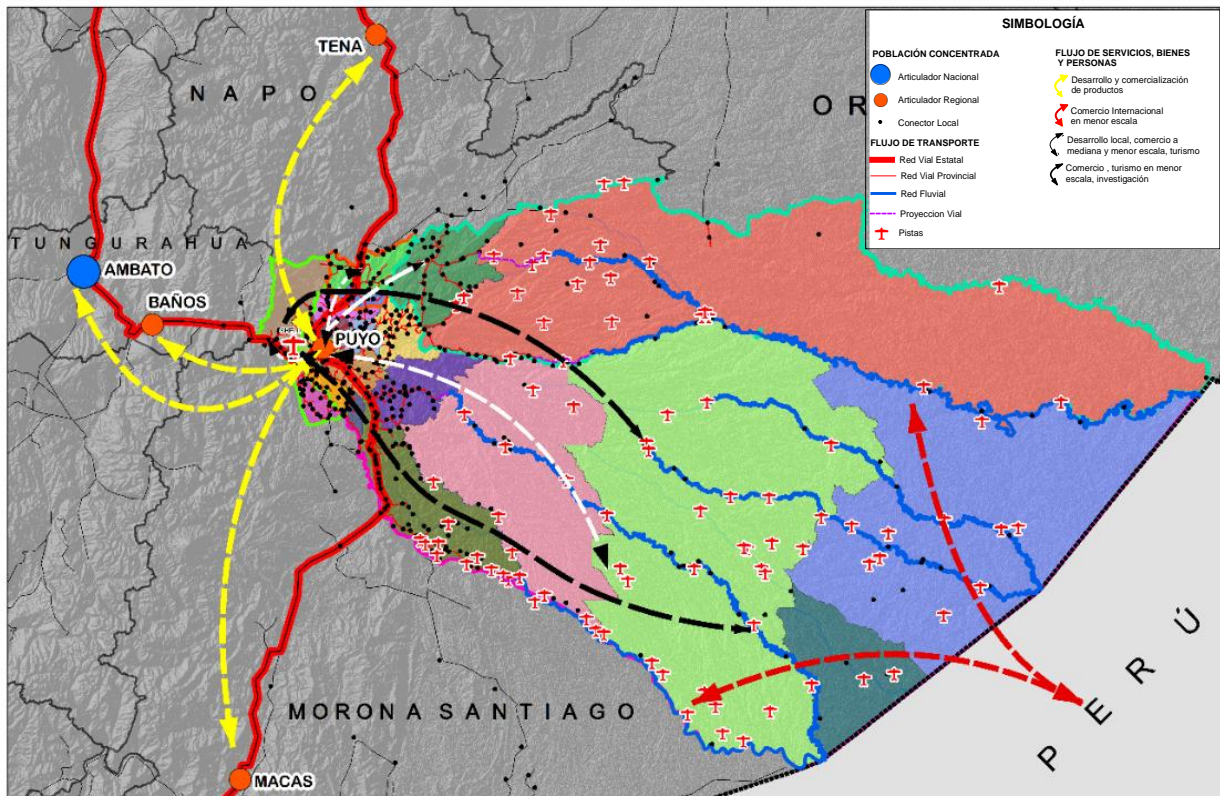 TENA
NAPO
OR
TUNGURAHUA
AMBATO
BAÑOS
PUYO
MORONA SANTIAGO
MACAS
PERÚ
SIMBOLOGÍA
POBLACIÓN CONCENTRADA
Articulador Nacional
Articulador Regional
Conector Local
FLUJO DE TRANSPORTE
Red Vial Estatal
Red Vial Provincial
Red Fluvial
Proyeccion Vial
Pistas
FLUJO DE SERVICIOS, BIENES
Y PERSONAS
Desarrollo y comercialización
de productos
Comercio Internacional
en menor escala
Desarrollo local, comercio a
mediana y menor escala, turismo
Comercio , turismo en menor
escala, investigación